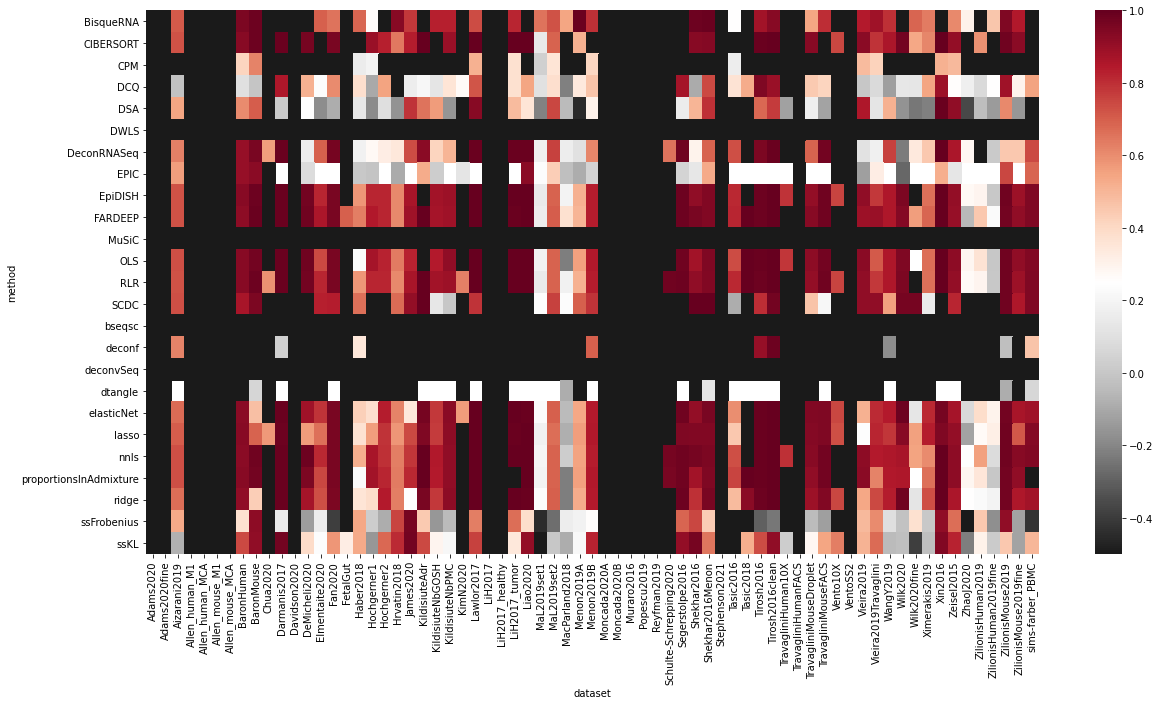 method
BisqueRNA
CIBERSORT
CPM
DCQ
DSA
DWLS
DeconRNASeq
EPIC
EpiDISH
FARDEEP
MuSiC
OLS
RLR
SCDC
bseqsc
deconf
deconvSeq
dtangle
elasticNet
lasso
nnls
proportionsInAdmixture
ridge
ssFrobenius
ssKL
Adams2020
Adams2020fine
Aizarani2019
Allen_human_M1
Allen_human_MCA
Allen_mouse_M1
Allen_mouse_MCA
BaronHuman
BaronMouse
Chua2020
Darmanis2017
Davidson2020
DeMicheli2020
Elmentaite2020
Fan2020
FetalGut
Haber2018
Hochgerner1
Hochgerner2
Hrvatin2018
James2020
KildisiuteAdr
KildisiuteNbGOSH
KildisiuteNbPMC
KimN2020
Lawlor2017
LiH2017
LiH2017_healthy
LiH2017_tumor
Liao2020
MaL2019set1
MaL2019set2
MacParland2018
Menon2019A
Menon2019B
Moncada2020A
Moncada2020B
Muraro2016
Popescu2019
Reyfman2019
Schulte-Schrepping2020
Segerstolpe2016
Shekhar2016
Shekhar2016Menon
Stephenson2021
Tasic2016
Tasic2018
Tirosh2016
Tirosh2016clean
TravagliniHuman10X
TravagliniHumanFACS
TravagliniMouseDroplet
TravagliniMouseFACS
Vento10X
VentoSS2
Vieira2019
Vieira2019Travaglini
WangY2019
Wilk2020
Wilk2020fine
Ximerakis2019
Xin2016
Zeisel2015
ZhaoJ2020
ZilionisHuman2019
ZilionisHuman2019fine
ZilionisMouse2019
ZilionisMouse2019fine
sims-farber_PBMC
dataset
1.0
0.8
0.6
0.4
0.2
0.0
−0.2
−0.4